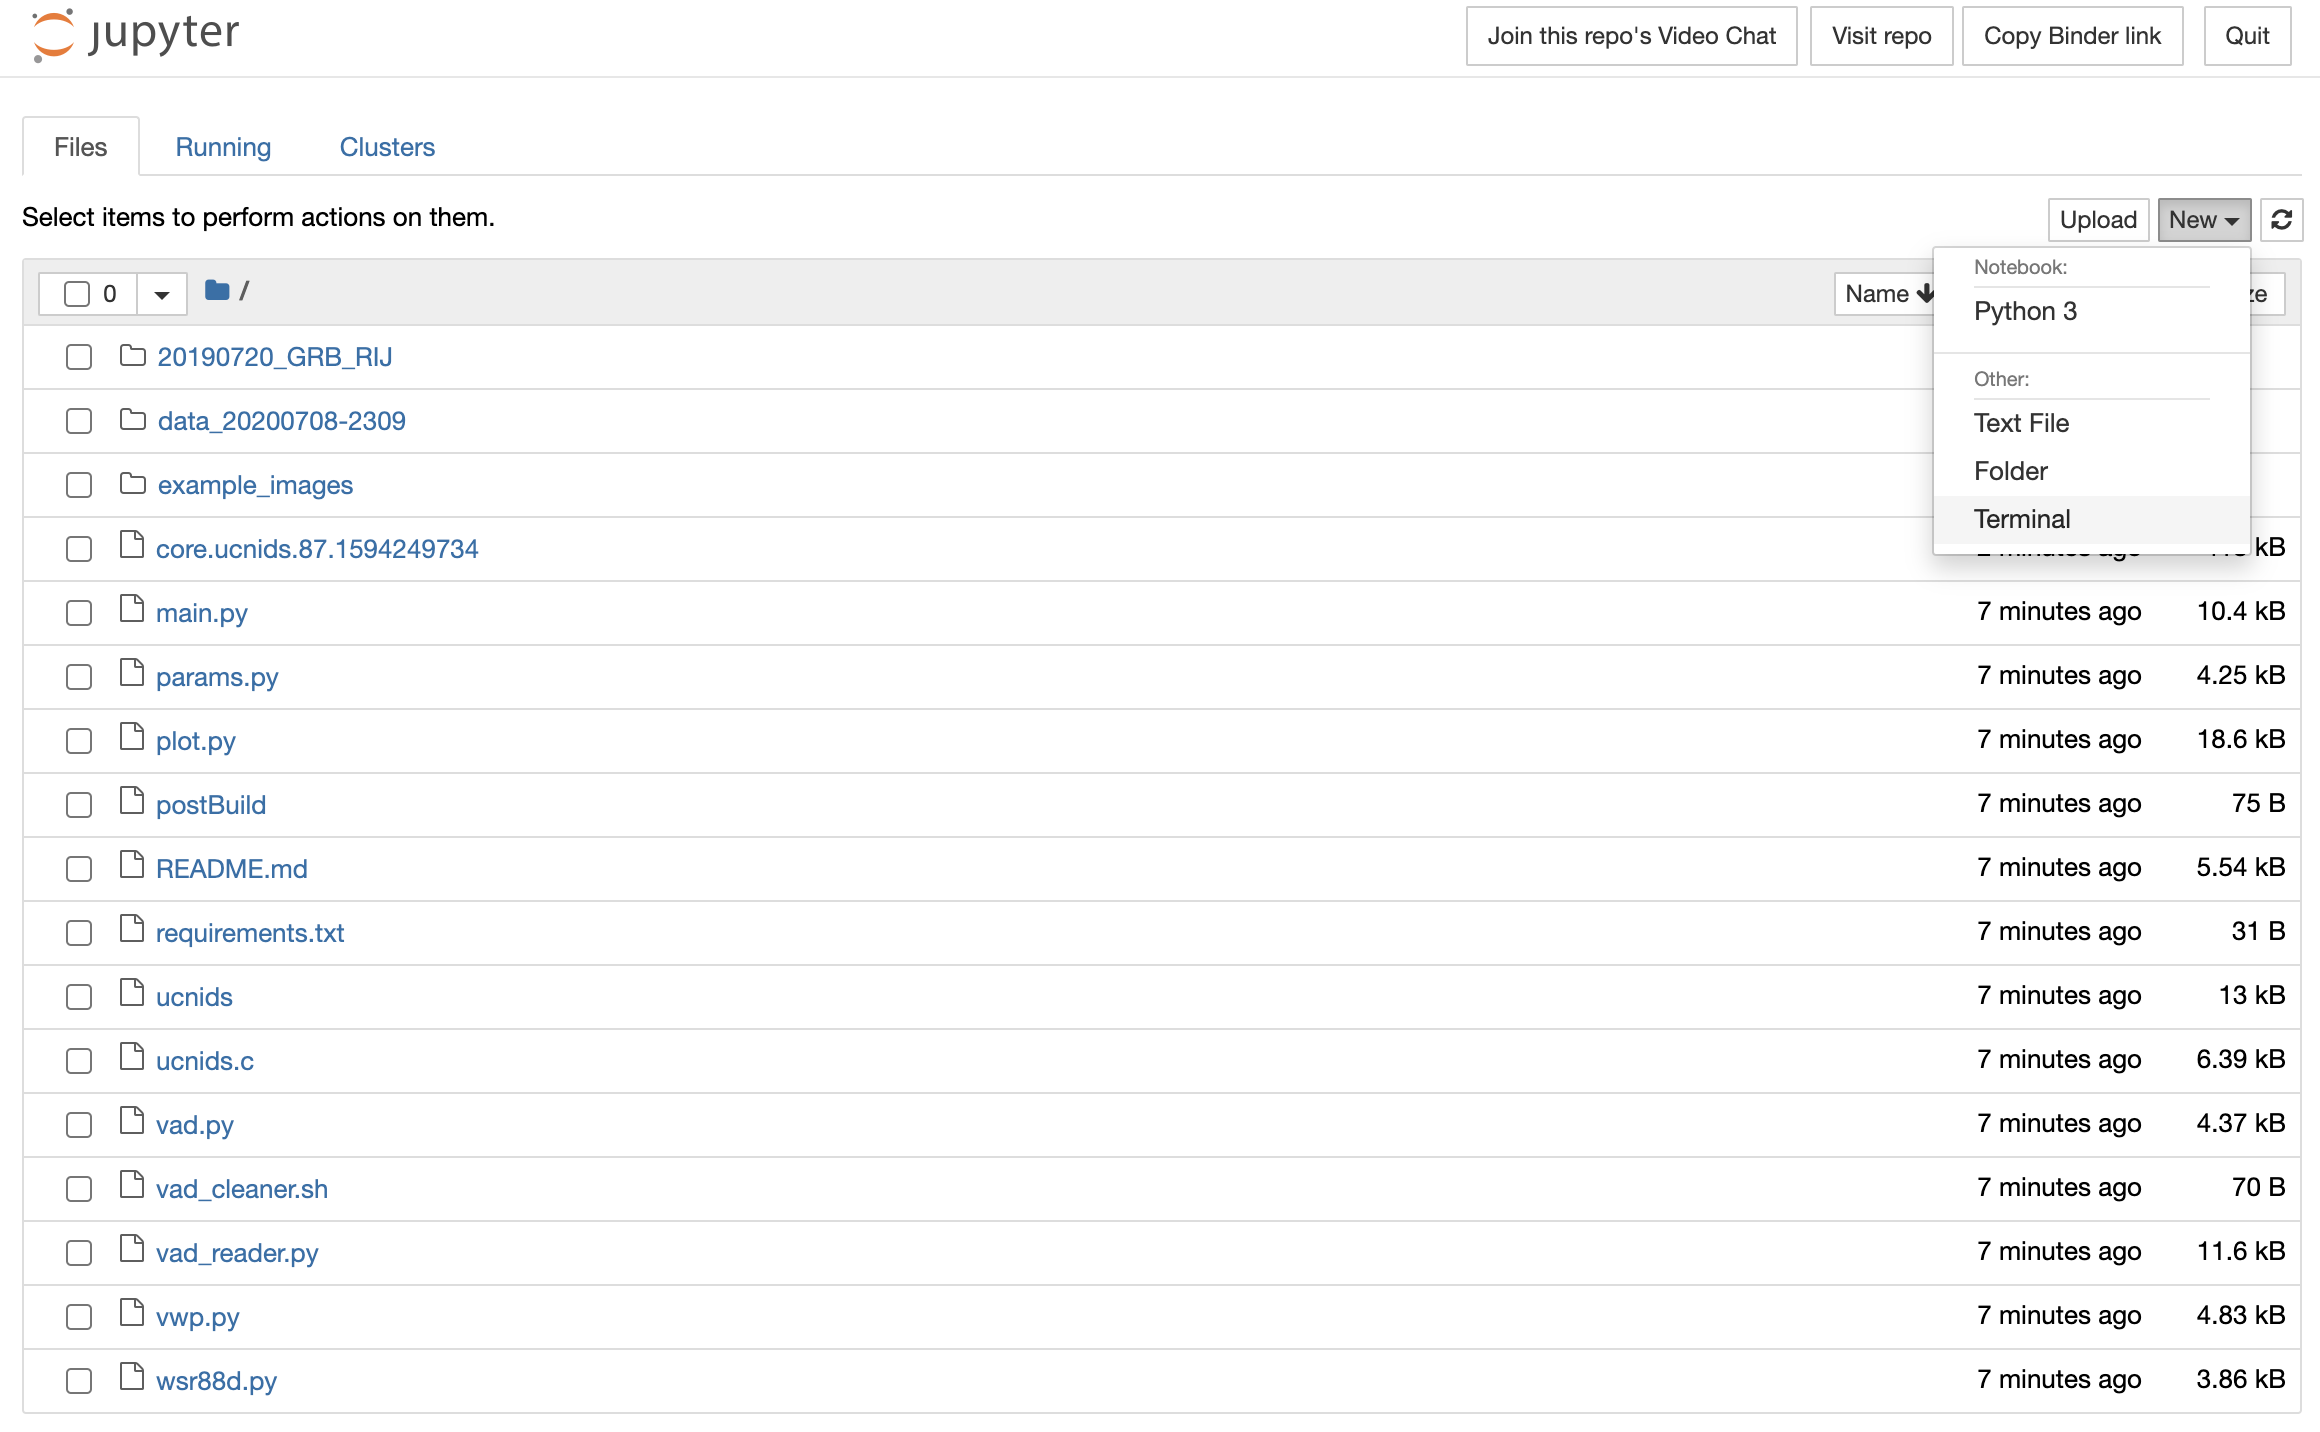 jupyter
Join this repo's Video Chat Visit repo Copy Binder link Quit
Files Running Clusters
Select items to perform actions on them.
Upload New
Notebook:
0 / Name
Python 3
20190720_GRB_RIJ
Other:
data_20200708-2309
Text File
Folder
example_images
Terminal
core.ucnids.87.1594249734 kB
main.py 7 minutes ago 10.4 kB
params.py 7 minutes ago 4.25 kB
plot.py 7 minutes ago 18.6 kB
postBuild 7 minutes ago 75 B
README.md 7 minutes ago 5.54 kB
requirements.txt 7 minutes ago 31 B
ucnids 7 minutes ago 13 kB
ucnids.c 7 minutes ago 6.39 kB
vad.py 7 minutes ago 4.37 kB
vad_cleaner.sh 7 minutes ago 70 B
vad_reader.py 7 minutes ago 11.6 kB
vwp.py 7 minutes ago 4.83 kB
wsr88d.py 7 minutes ago 3.86 kB